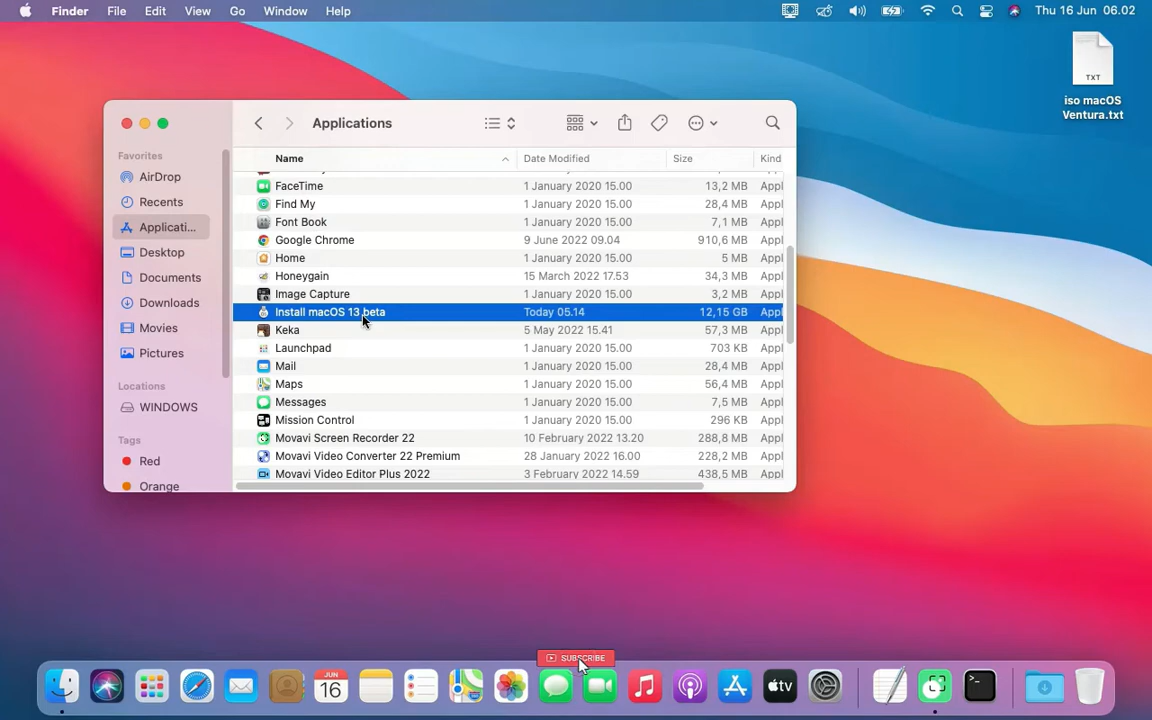 Finder File Edit View Go Window Help Thu 16 Jun 06.02
TXT
iso macOS
Ventura.txt
Applications
Favorites
AirDrop
Recents
Applicati...
Desktop
Documents
Downloads
Movies
Pictures
Locations
WINDOWS
Tags
Red
Orange
Name Date Modified Size Kind
FaceTime 1 January 2020 15.00 13,2 MB Appl
Find My 1 January 2020 15.00 28,4 MB Appl
Font Book 1 January 2020 15.00 7,1 MB Appl
Google Chrome 9 June 2022 09.04 910,6 MB Appl
Home 1 January 2020 15.00 5 MB Appl
Honeygain 15 March 2022 17.53 34,3 MB Appl
Image Capture 1 January 2020 15.00 3,2 MB Appl
Install macOS 13 beta Today 05.14 12,15 GB Appl
Keka 5 May 2022 15.41 57,3 MB Appl
Launchpad 1 January 2020 15.00 703 KB Appl
Mail 1 January 2020 15.00 28,4 MB Appl
Maps 1 January 2020 15.00 56,4 MB Appl
Messages 1 January 2020 15.00 7,5 MB Appl
Mission Control 1 January 2020 15.00 296 KB Appl
Movavi Screen Recorder 22 10 February 2022 13.20 288,8 MB Appl
Movavi Video Converter 22 Premium 28 January 2022 16.00 228,2 MB Appl
Movavi Video Editor Plus 2022 3 February 2022 14.59 438,5 MB Appl
SUBSCRIBE
JUN
16
tv